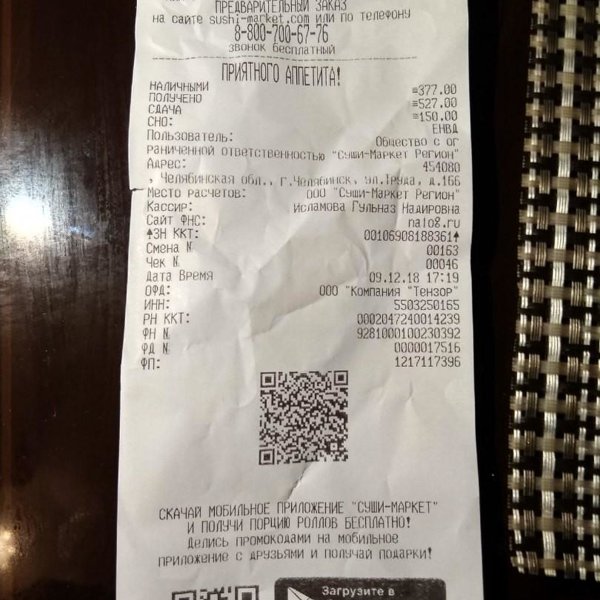 ПРЕДВАРИТЕЛЬНЫЙ ЗАКАЗ
на сайте sushi-market.com или по телефону
8-800-700-67-76
звонок бесплатный
ПРИЯТНОГО АППЕТИТА!
НАЛИЧНЫМИ =377.00
ПОЛУЧЕНО =527.00
СДАЧА =150.00
СНО: ЕНВД
Пользователь: Общество с ог
раниченной ответственностью "Суши-Маркет Регион"
Адрес: 454080
, Челябинская обл., г.Челябинск, ул.Труда, д.166
Место расчетов: ООО "Суши-Маркет Регион"
Кассир: Исламова Гульназ Надировна
Сайт ФНС: nalog.ru
↑ЗН ККТ: 00106908188361↑
Смена N 00163
Чек N 00046
Дата Время 09.12.18 17:19
ОФД: ООО "Компания "Тензор"
ИНН: 5503250165
РН ККТ: 0002047240014239
ФН N 9281000100230392
ФД N 0000017516
ФП: 1217117396
СКАЧАЙ МОБИЛЬНОЕ ПРИЛОЖЕНИЕ "СУШИ-МАРКЕТ"
И ПОЛУЧИ ПОРЦИЮ РОЛЛОВ БЕСПЛАТНО!
Делись промокодами на мобильное
приложение с друзьями и получай подарки!
Загрузите в